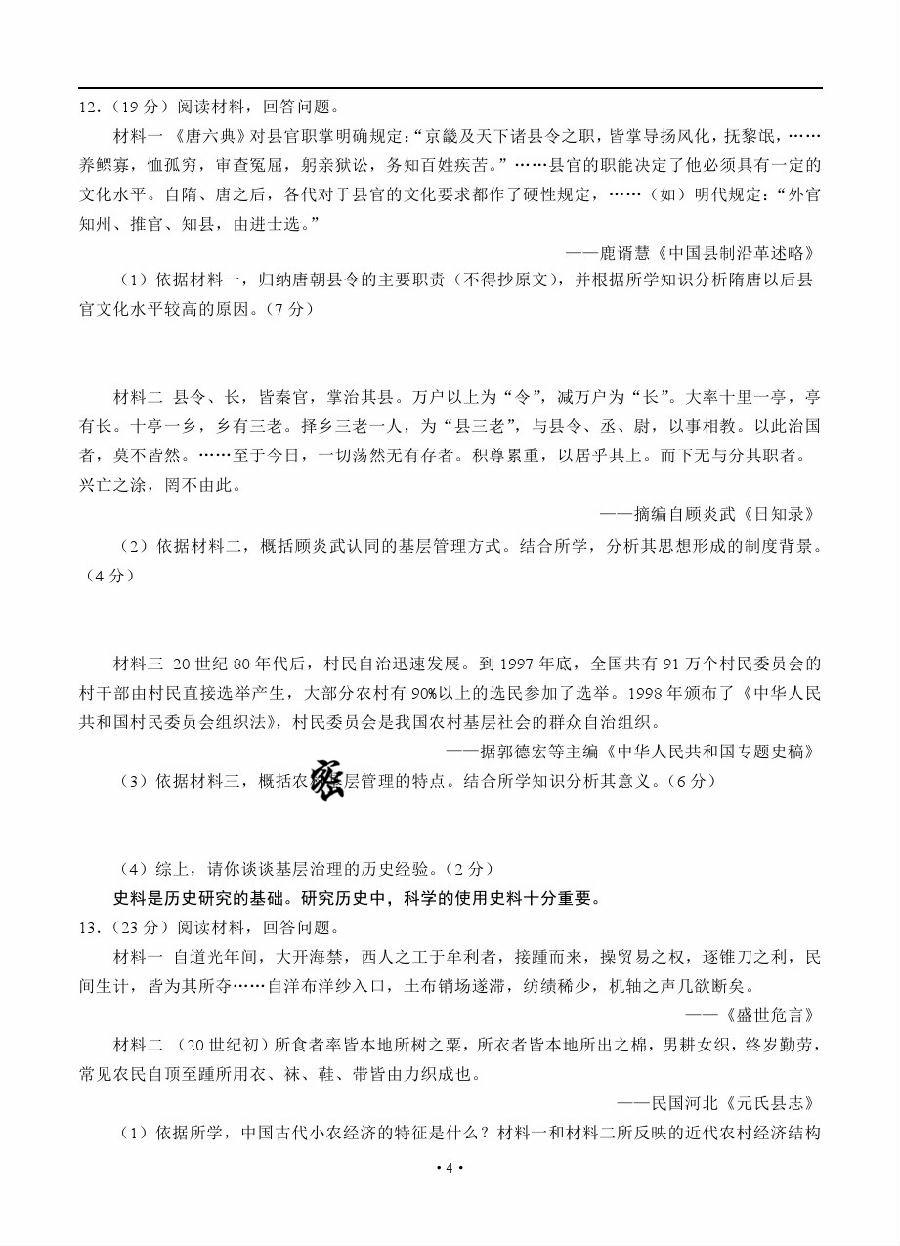 12.（19 分）阅读材料，回答问题。
材料一 《唐六典》对县官职掌明确规定：“京畿及天下诸县令之职，皆掌导扬风化，抚黎氓，……
养鳏寡，恤孤穷，审查冤屈，躬亲狱讼，务知百姓疾苦。”……县官的职能决定了他必须具有一定的
文化水平。自隋、唐之后，各代对于县官的文化要求都作了硬性规定，……（如）明代规定：“外官
知州、推官、知县，由进士选。”
——鹿谞慧《中国县制沿革述略》
（1）依据材料一，归纳唐朝县令的主要职责（不得抄原文），并根据所学知识分析隋唐以后县
官文化水平较高的原因。（7 分）
材料二 县令、长，皆秦官，掌治其县。万户以上为“令”，减万户为“长”。大率十里一亭，亭
有长。十亭一乡，乡有三老。择乡三老一人，为“县三老”，与县令、丞、尉，以事相教。以此治国
者，莫不皆然。……至于今日，一切荡然无有存者。积尊累重，以居乎其上。而下无与分其职者。
兴亡之涂，罔不由此。
——摘编自顾炎武《日知录》
（2）依据材料二，概括顾炎武认同的基层管理方式。结合所学，分析其思想形成的制度背景。
（4 分）
材料三 20 世纪 80 年代后，村民自治迅速发展。到 1997 年底，全国共有 91 万个村民委员会的
村干部由村民直接选举产生，大部分农村有 90%以上的选民参加了选举。1998 年颁布了《中华人民
共和国村民委员会组织法》，村民委员会是我国农村基层社会的群众自治组织。
——据郭德宏等主编《中华人民共和国专题史稿》
（3）依据材料三，概括农层管理的特点。结合所学知识分析其意义。（6 分）
（4）综上，请你谈谈基层治理的历史经验。（2 分）
史料是历史研究的基础。研究历史中，科学的使用史料十分重要。
13.（23 分）阅读材料，回答问题。
材料一 自道光年间，大开海禁，西人之工于牟利者，接踵而来，操贸易之权，逐锥刀之利，民
间生计，皆为其所夺……自洋布洋纱入口，土布销场遂滞，纺绩稀少，机轴之声几欲断矣。
——《盛世危言》
材料二 （20 世纪初）所食者率皆本地所树之粟，所衣者皆本地所出之棉，男耕女织，终岁勤劳，
常见农民自顶至踵所用衣、袜、鞋、带皆由力织成也。
——民国河北《元氏县志》
（1）依据所学，中国古代小农经济的特征是什么？材料一和材料二所反映的近代农村经济结构
·4·